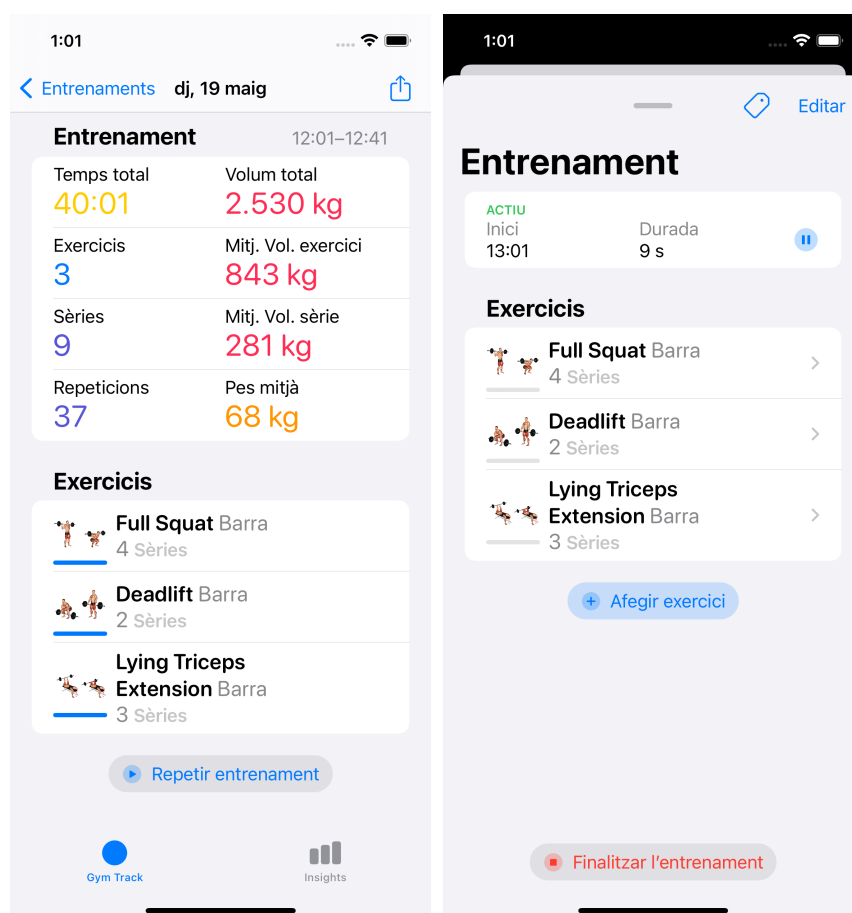 1:01
Entrenaments dj, 19 maig
Entrenament 12:01–12:41
Temps total Volum total
40:01 2.530 kg
Exercicis Mitj. Vol. exercici
3 843 kg
Sèries Mitj. Vol. sèrie
9 281 kg
Repeticions Pes mitjà
37 68 kg
Exercicis
Full Squat Barra
4 Sèries
Deadlift Barra
2 Sèries
Lying Triceps
Extension Barra
3 Sèries
Repetir entrenament
Gym Track Insights
1:01
Editar
Entrenament
ACTIU
Inici Durada
13:01 9 s
Exercicis
Full Squat Barra
4 Sèries
Deadlift Barra
2 Sèries
Lying Triceps
Extension Barra
3 Sèries
Afegir exercici
Finalitzar l’entrenament